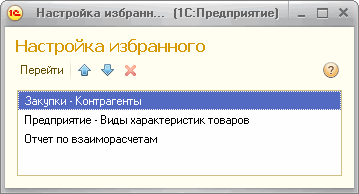 Настройка избранн... (1С:Предприятие)
Настройка избранного
Перейти
Закупки - Контрагенты
Предприятие - Виды характеристик товаров
Отчет по взаиморасчетам